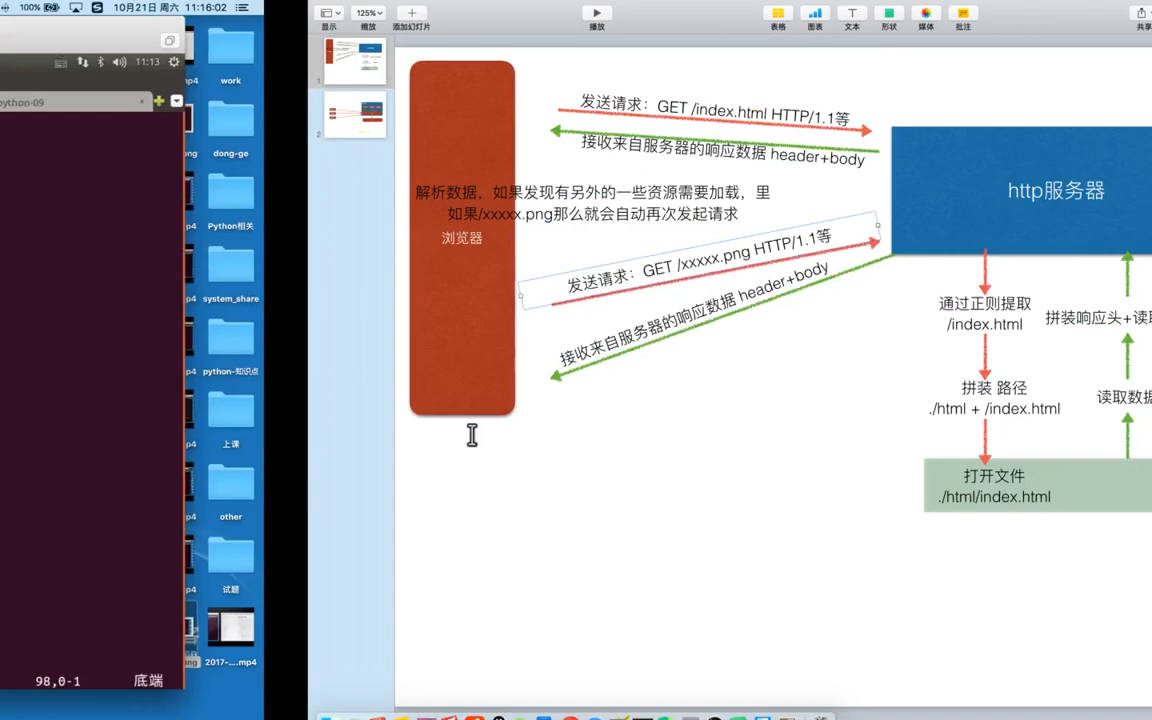 100%
10月21日 周六 11:16:02
11:13
python-09
work
dong-ge
Python相关
system_share
python-知识点
上课
other
试题
2017-....mp4
98,0-1
底端
125%
显示
缩放
添加幻灯片
播放
表格
图表
文本
形状
媒体
批注
共享
1
2
发送请求：GET /index.html HTTP/1.1等
接收来自服务器的响应数据 header+body
解析数据，如果发现有另外的一些资源需要加载，里
如果/xxxxx.png那么就会自动再次发起请求
浏览器
发送请求：GET /xxxxx.png HTTP/1.1等
接收来自服务器的响应数据 header+body
http服务器
通过正则提取
/index.html
拼装响应头+读取
拼装 路径
./html + /index.html
读取数据
打开文件
./html/index.html